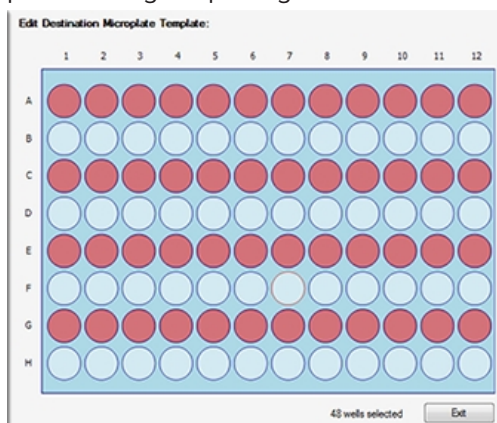 Edit Destination Microplate Template:
1 2 3 4 5 6 7 8 9 10 11 12
A
B
C
D
E
F
G
H
48 wells selected Exit